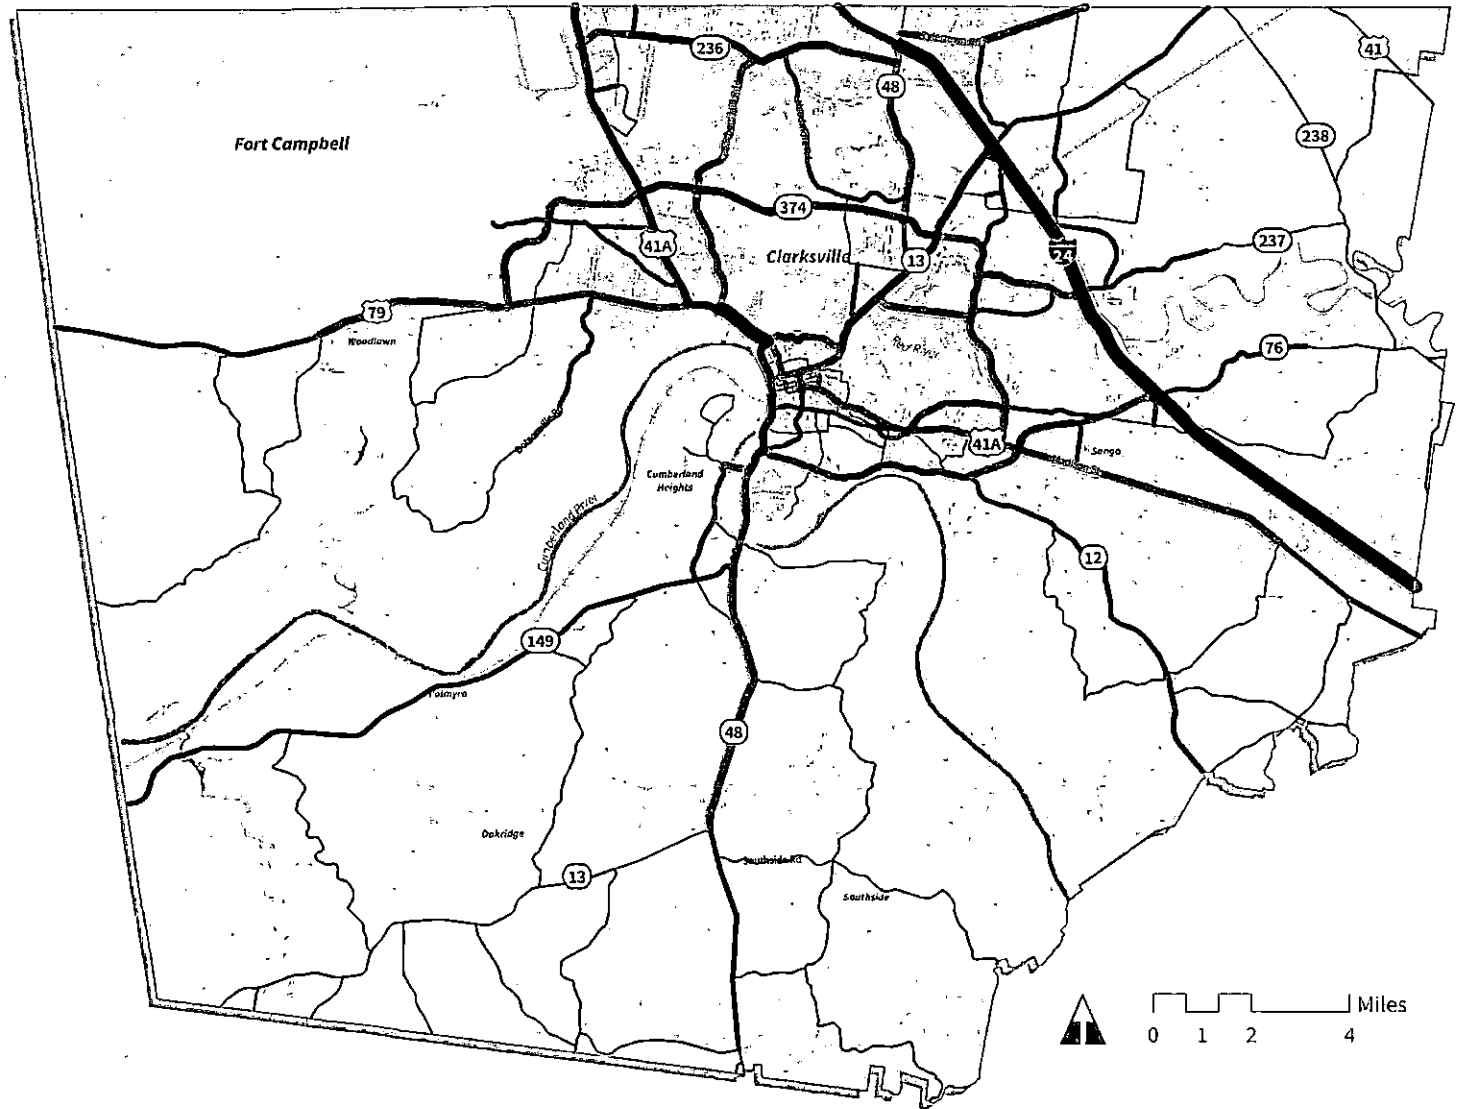 41
236
48
238
Fort Campbell
374
41A
237
Clarksville
13
24
79
Woodlawn
Red River
76
41A
Senga
Madison St
Cumberland
Heights
Cumberland River
12
149
Palmyra
48
Oakridge
Southside Rd
13
Southside
Miles
0 1 2 4